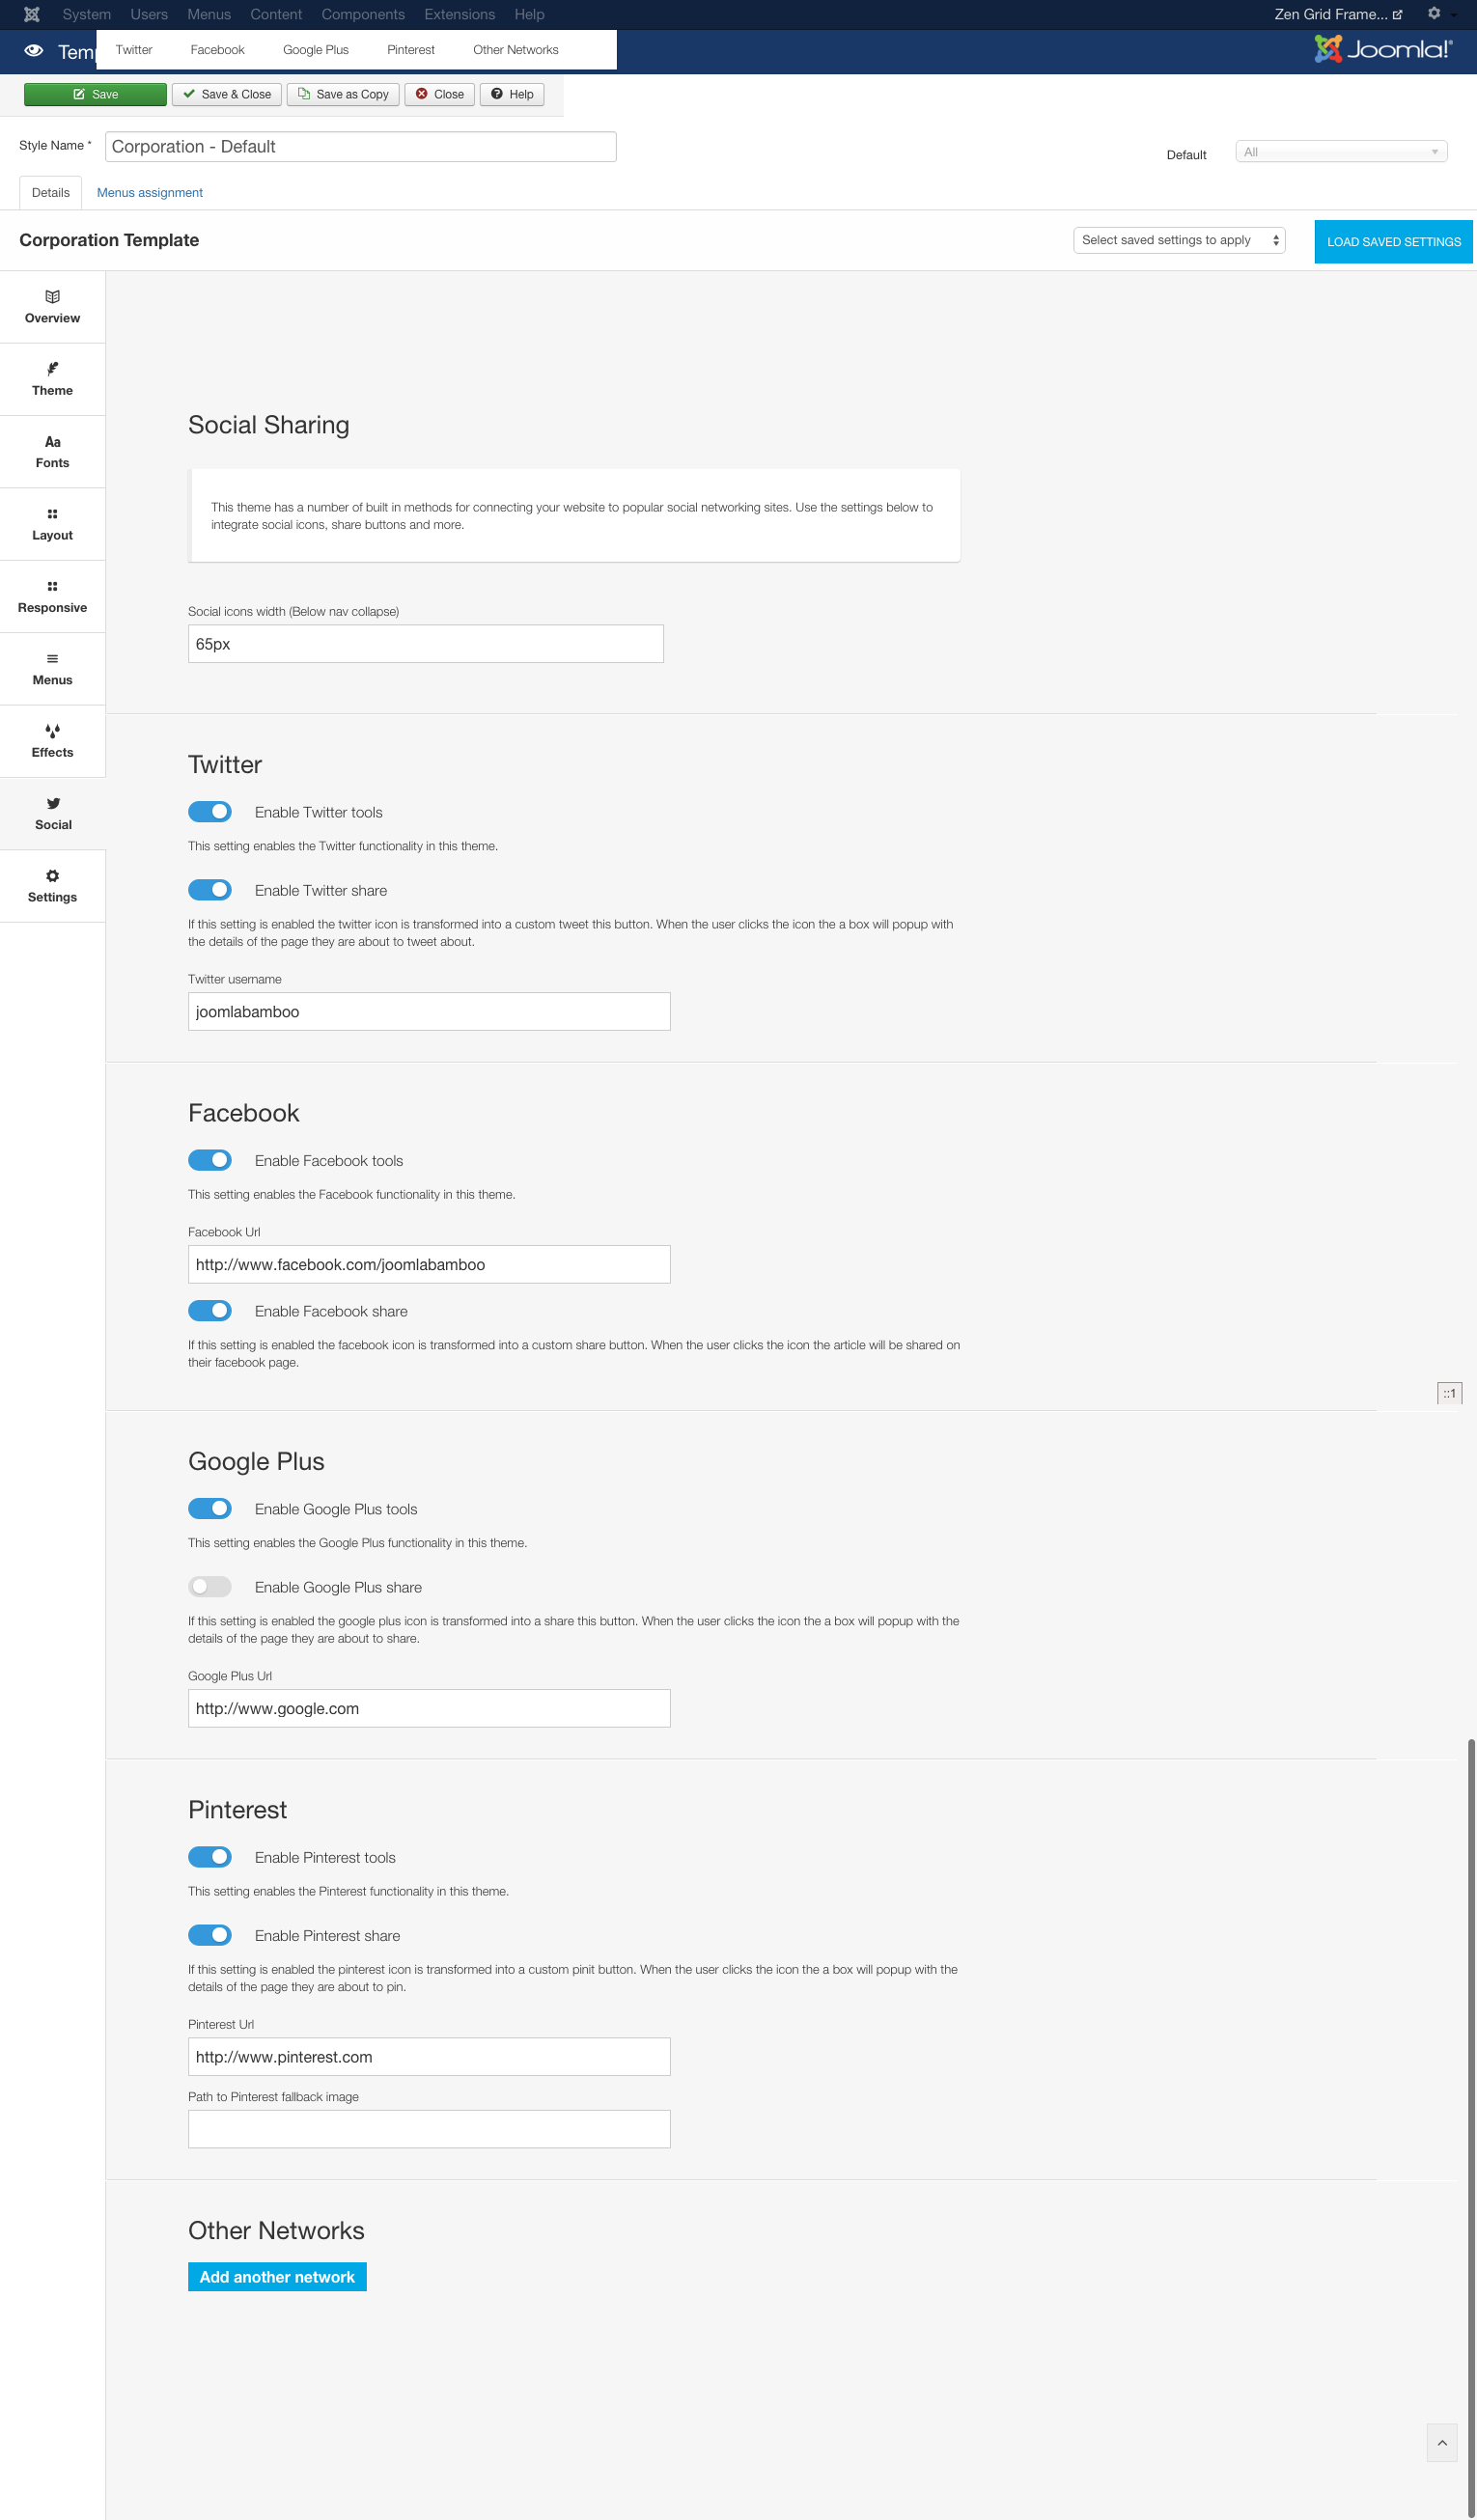 System Users Menus Content Components Extensions Help Zen Grid Frame...
Temp Twitter Facebook Google Plus Pinterest Other Networks Joomla!®
Save Save & Close Save as Copy Close Help
Style Name * Corporation - Default Default All
Details Menus assignment
Corporation Template Select saved settings to apply LOAD SAVED SETTINGS
Overview
Theme
Aa
Fonts
Layout
Responsive
Menus
Effects
Social
Settings
Social Sharing
This theme has a number of built in methods for connecting your website to popular social networking sites. Use the settings below to
integrate social icons, share buttons and more.
Social icons width (Below nav collapse)
65px
Twitter
Enable Twitter tools
This setting enables the Twitter functionality in this theme.
Enable Twitter share
If this setting is enabled the twitter icon is transformed into a custom tweet this button. When the user clicks the icon the a box will popup with
the details of the page they are about to tweet about.
Twitter username
joomlabamboo
Facebook
Enable Facebook tools
This setting enables the Facebook functionality in this theme.
Facebook Url
http://www.facebook.com/joomlabamboo
Enable Facebook share
If this setting is enabled the facebook icon is transformed into a custom share button. When the user clicks the icon the article will be shared on
their facebook page.
::1
Google Plus
Enable Google Plus tools
This setting enables the Google Plus functionality in this theme.
Enable Google Plus share
If this setting is enabled the google plus icon is transformed into a share this button. When the user clicks the icon the a box will popup with the
details of the page they are about to share.
Google Plus Url
http://www.google.com
Pinterest
Enable Pinterest tools
This setting enables the Pinterest functionality in this theme.
Enable Pinterest share
If this setting is enabled the pinterest icon is transformed into a custom pinit button. When the user clicks the icon the a box will popup with the
details of the page they are about to pin.
Pinterest Url
http://www.pinterest.com
Path to Pinterest fallback image
Other Networks
Add another network